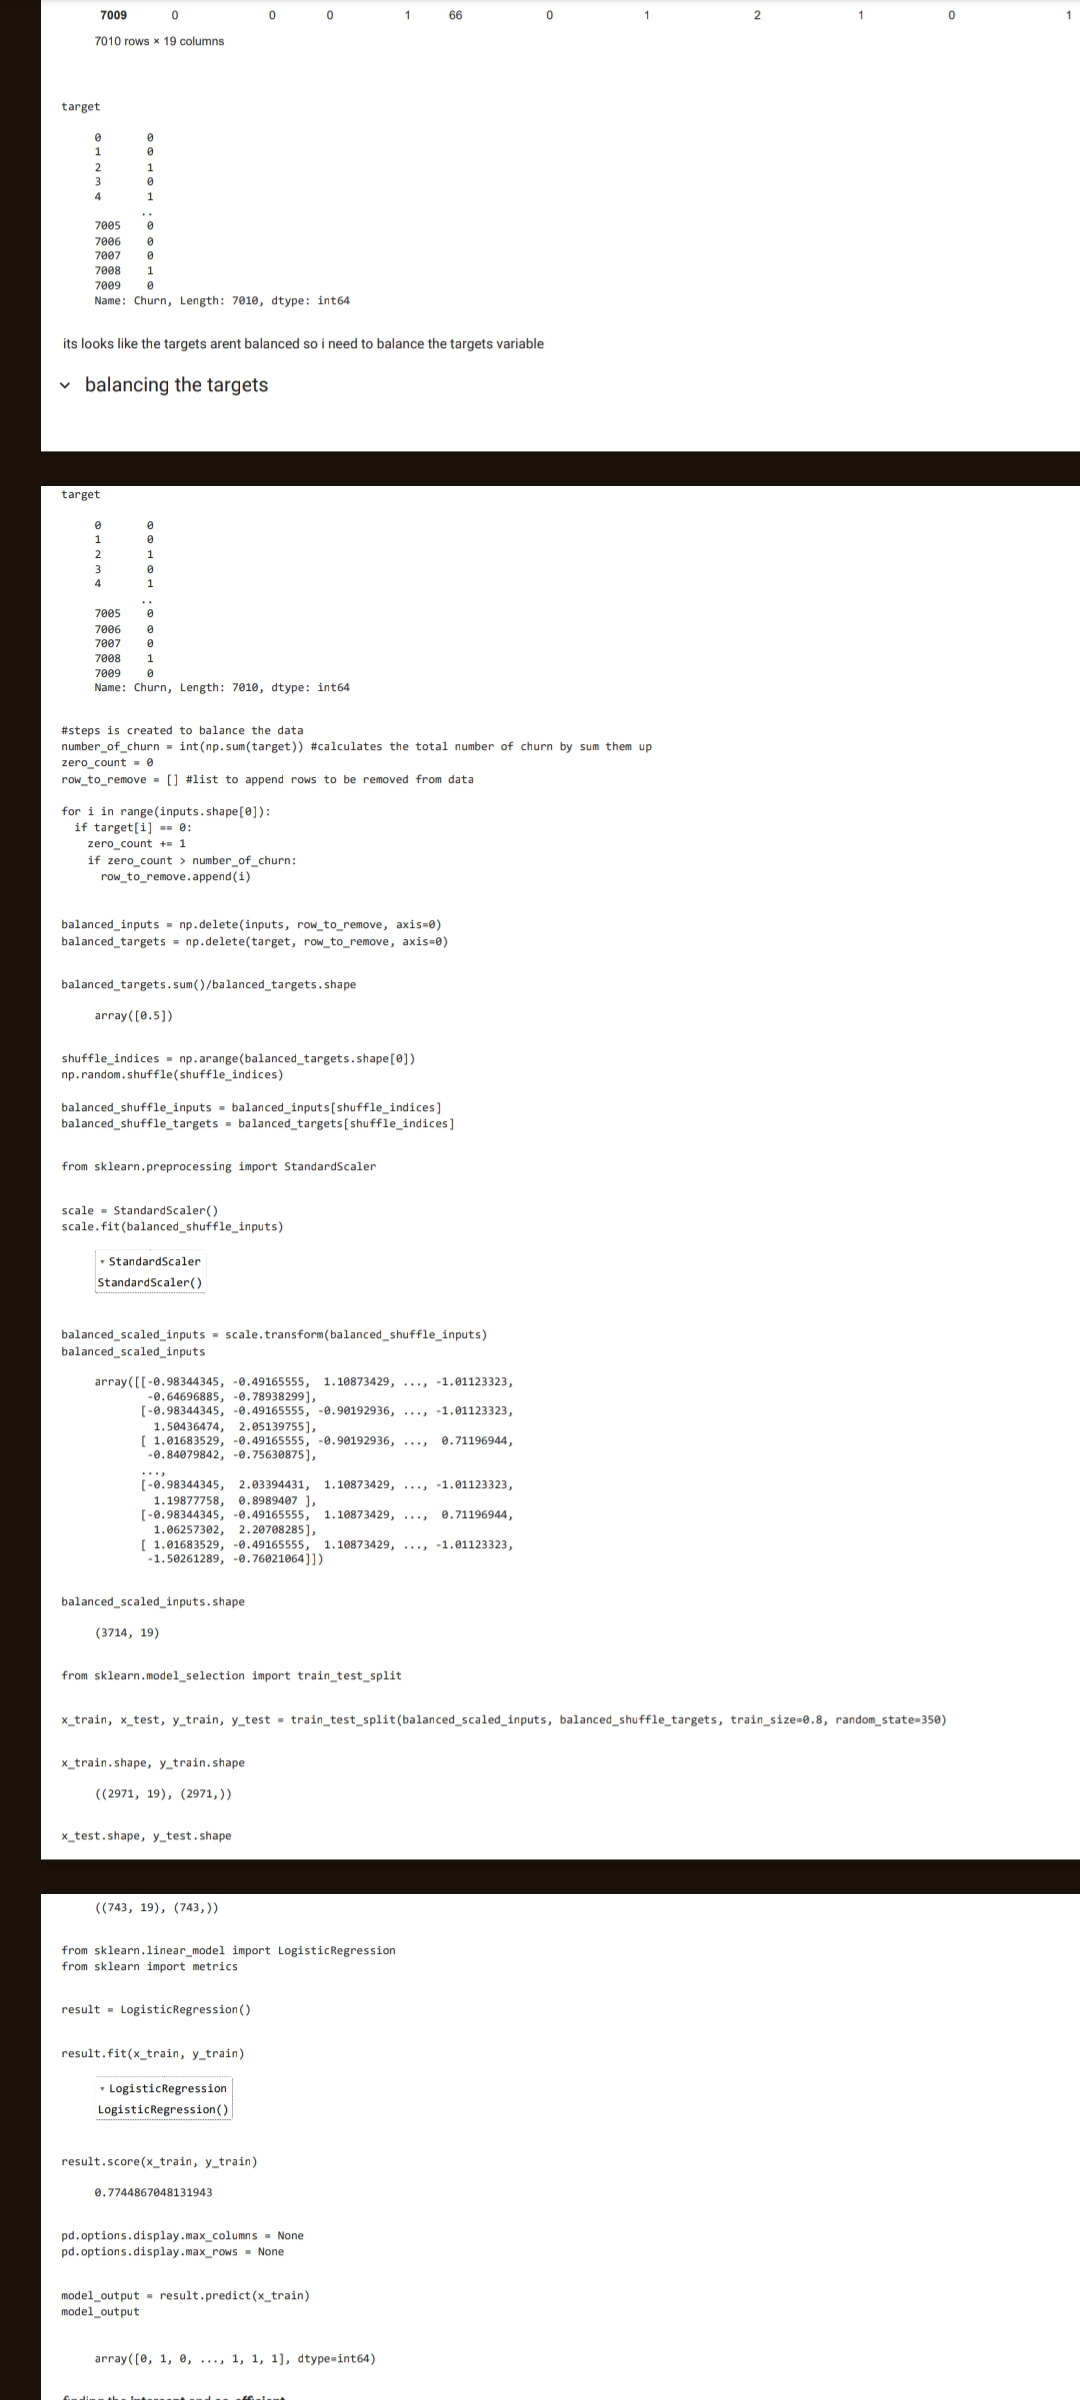 7009 0 0 0 1 66 0 1 2 1 0 1
7010 rows × 19 columns
target
0 0
1 0
2 1
3 0
4 1
..
7005 0
7006 0
7007 0
7008 1
7009 0
Name: Churn, Length: 7010, dtype: int64
its looks like the targets arent balanced so i need to balance the targets variable
balancing the targets
target
0 0
1 0
2 1
3 0
4 1
..
7005 0
7006 0
7007 0
7008 1
7009 0
Name: Churn, Length: 7010, dtype: int64
#steps is created to balance the data
number_of_churn = int(np.sum(target)) #calculates the total number of churn by sum them up
zero_count = 0
row_to_remove = [] #list to append rows to be removed from data
for i in range(inputs.shape[0]):
if target[i] == 0:
zero_count += 1
if zero_count > number_of_churn:
row_to_remove.append(i)
balanced_inputs = np.delete(inputs, row_to_remove, axis=0)
balanced_targets = np.delete(target, row_to_remove, axis=0)
balanced_targets.sum()/balanced_targets.shape
array([0.5])
shuffle_indices = np.arange(balanced_targets.shape[0])
np.random.shuffle(shuffle_indices)
balanced_shuffle_inputs = balanced_inputs[shuffle_indices]
balanced_shuffle_targets = balanced_targets[shuffle_indices]
from sklearn.preprocessing import StandardScaler
scale = StandardScaler()
scale.fit(balanced_shuffle_inputs)
▾ StandardScaler
StandardScaler()
balanced_scaled_inputs = scale.transform(balanced_shuffle_inputs)
balanced_scaled_inputs
array([[-0.98344345, -0.49165555, 1.10873429, ..., -1.01123323,
-0.64696885, -0.78938299],
[-0.98344345, -0.49165555, -0.90192936, ..., -1.01123323,
1.50436474, 2.05139755],
[ 1.01683529, -0.49165555, -0.90192936, ..., 0.71196944,
-0.84079842, -0.75630875],
...,
[-0.98344345, 2.03394431, 1.10873429, ..., -1.01123323,
1.19877758, 0.8989407 ],
[-0.98344345, -0.49165555, 1.10873429, ..., 0.71196944,
1.06257302, 2.20708285],
[ 1.01683529, -0.49165555, 1.10873429, ..., -1.01123323,
-1.50261289, -0.76021064]])
balanced_scaled_inputs.shape
(3714, 19)
from sklearn.model_selection import train_test_split
x_train, x_test, y_train, y_test = train_test_split(balanced_scaled_inputs, balanced_shuffle_targets, train_size=0.8, random_state=350)
x_train.shape, y_train.shape
((2971, 19), (2971,))
x_test.shape, y_test.shape
((743, 19), (743,))
from sklearn.linear_model import LogisticRegression
from sklearn import metrics
result = LogisticRegression()
result.fit(x_train, y_train)
▾ LogisticRegression
LogisticRegression()
result.score(x_train, y_train)
0.7744867048131943
pd.options.display.max_columns = None
pd.options.display.max_rows = None
model_output = result.predict(x_train)
model_output
array([0, 1, 0, ..., 1, 1, 1], dtype=int64)